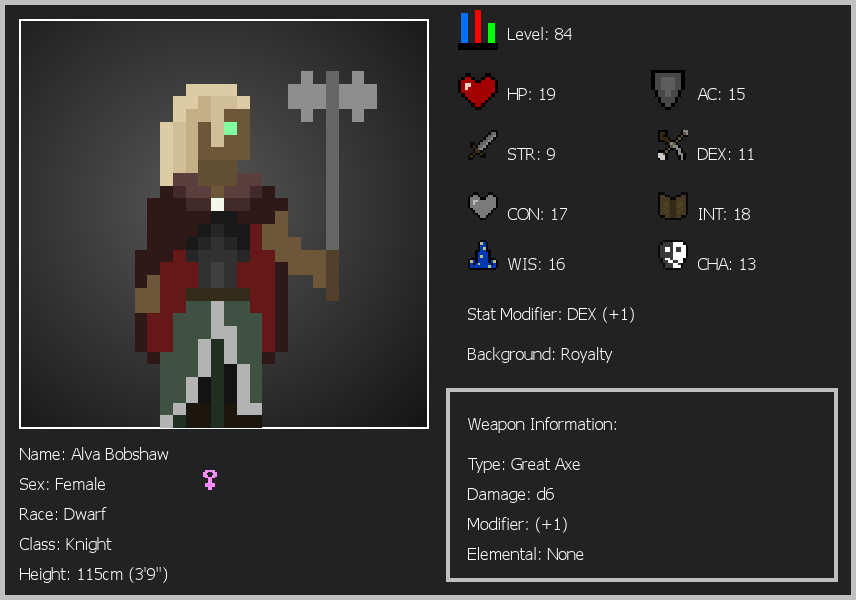 Level: 84
HP: 19
AC: 15
STR: 9
DEX: 11
CON: 17
INT: 18
WIS: 16
CHA: 13
Stat Modifier: DEX (+1)
Background: Royalty
Weapon Information:
Type: Great Axe
Damage: d6
Modifier: (+1)
Elemental: None
Name: Alva Bobshaw
Sex: Female
Race: Dwarf
Class: Knight
Height: 115cm (3'9")